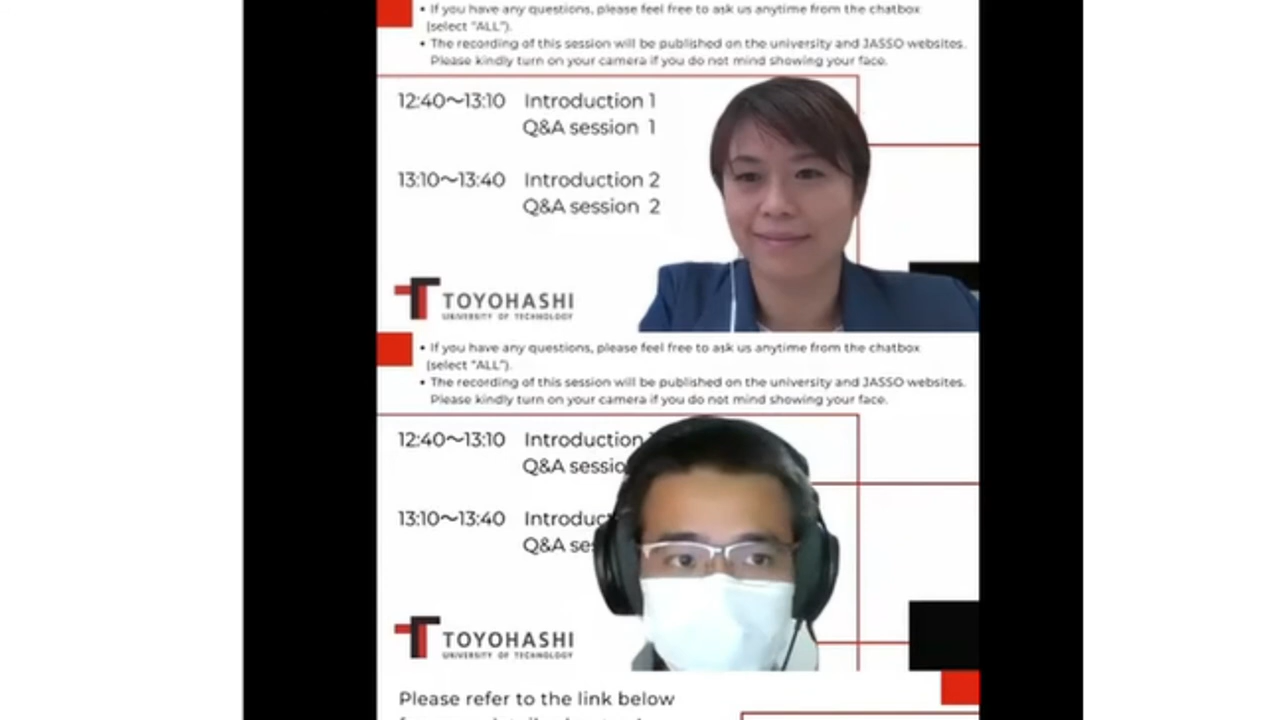 • If you have any questions, please feel free to ask us anytime from the chatbox
(select "ALL").
• The recording of this session will be published on the university and JASSO websites.
Please kindly turn on your camera if you do not mind showing your face.
12:40〜13:10 Introduction 1
Q&A session 1
13:10〜13:40 Introduction 2
Q&A session 2
TOYOHASHI
UNIVERSITY OF TECHNOLOGY
• If you have any questions, please feel free to ask us anytime from the chatbox
(select "ALL").
• The recording of this session will be published on the university and JASSO websites.
Please kindly turn on your camera if you do not mind showing your face.
12:40〜13:10 Introduction
Q&A sessio
13:10〜13:40 Introduc
Q&A se
TOYOHASHI
UNIVERSITY OF TECHNOLOGY
Please refer to the link below